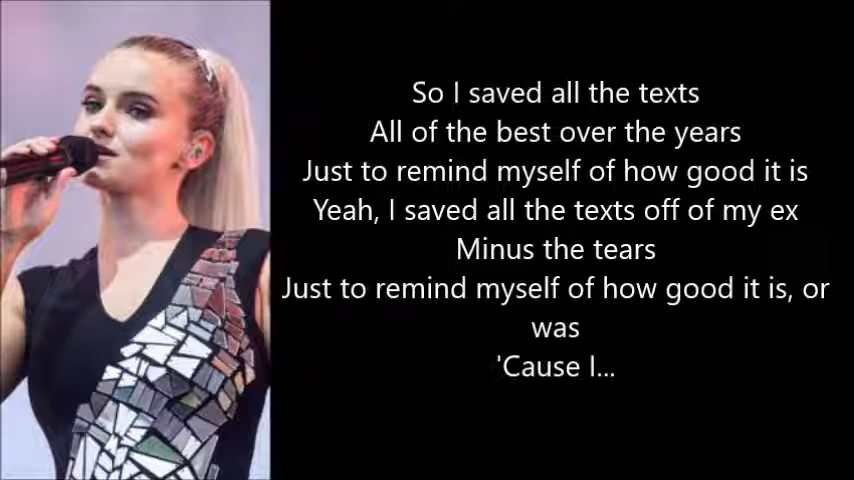 So I saved all the texts
All of the best over the years
Just to remind myself of how good it is
Yeah, I saved all the texts off of my ex
Minus the tears
Just to remind myself of how good it is, or
was
'Cause I...